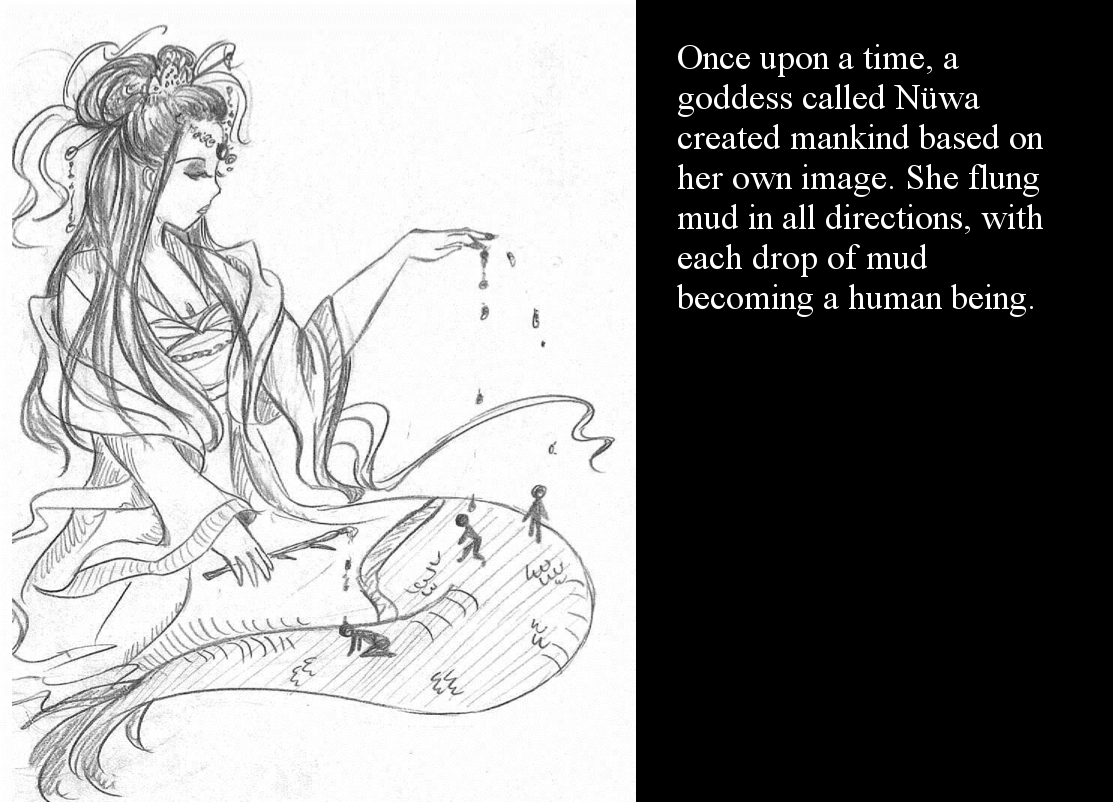 Once upon a time, a
goddess called Nüwa
created mankind based on
her own image. She flung
mud in all directions, with
each drop of mud
becoming a human being.